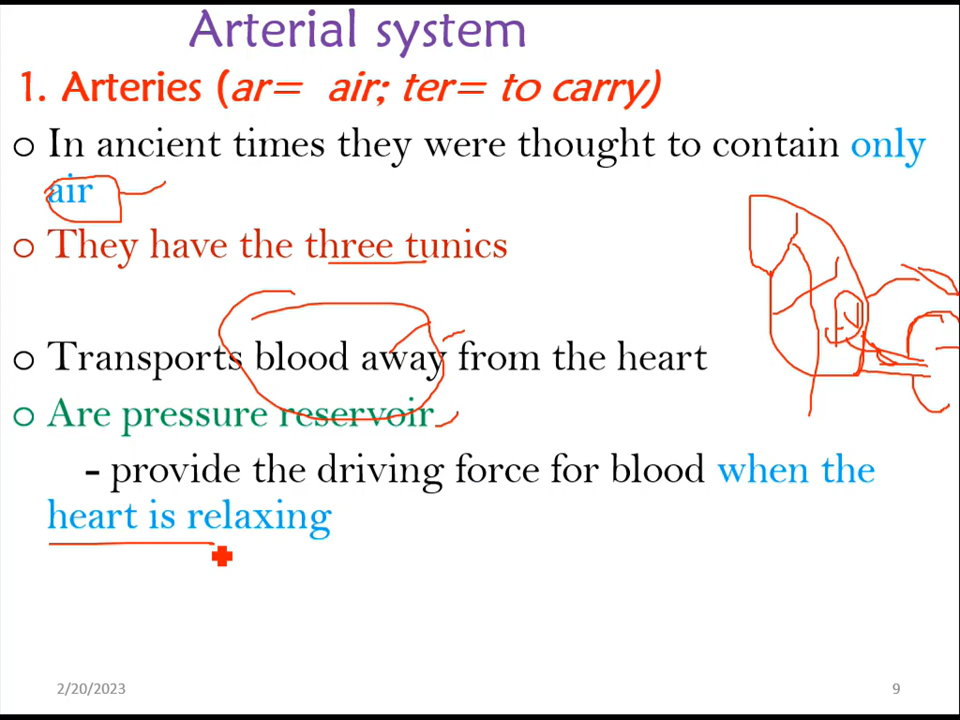 Arterial system
1. Arteries (ar= air; ter= to carry)
o In ancient times they were thought to contain only
air
o They have the three tunics
o Transports blood away from the heart
o Are pressure reservoir
- provide the driving force for blood when the
heart is relaxing
2/20/2023 9